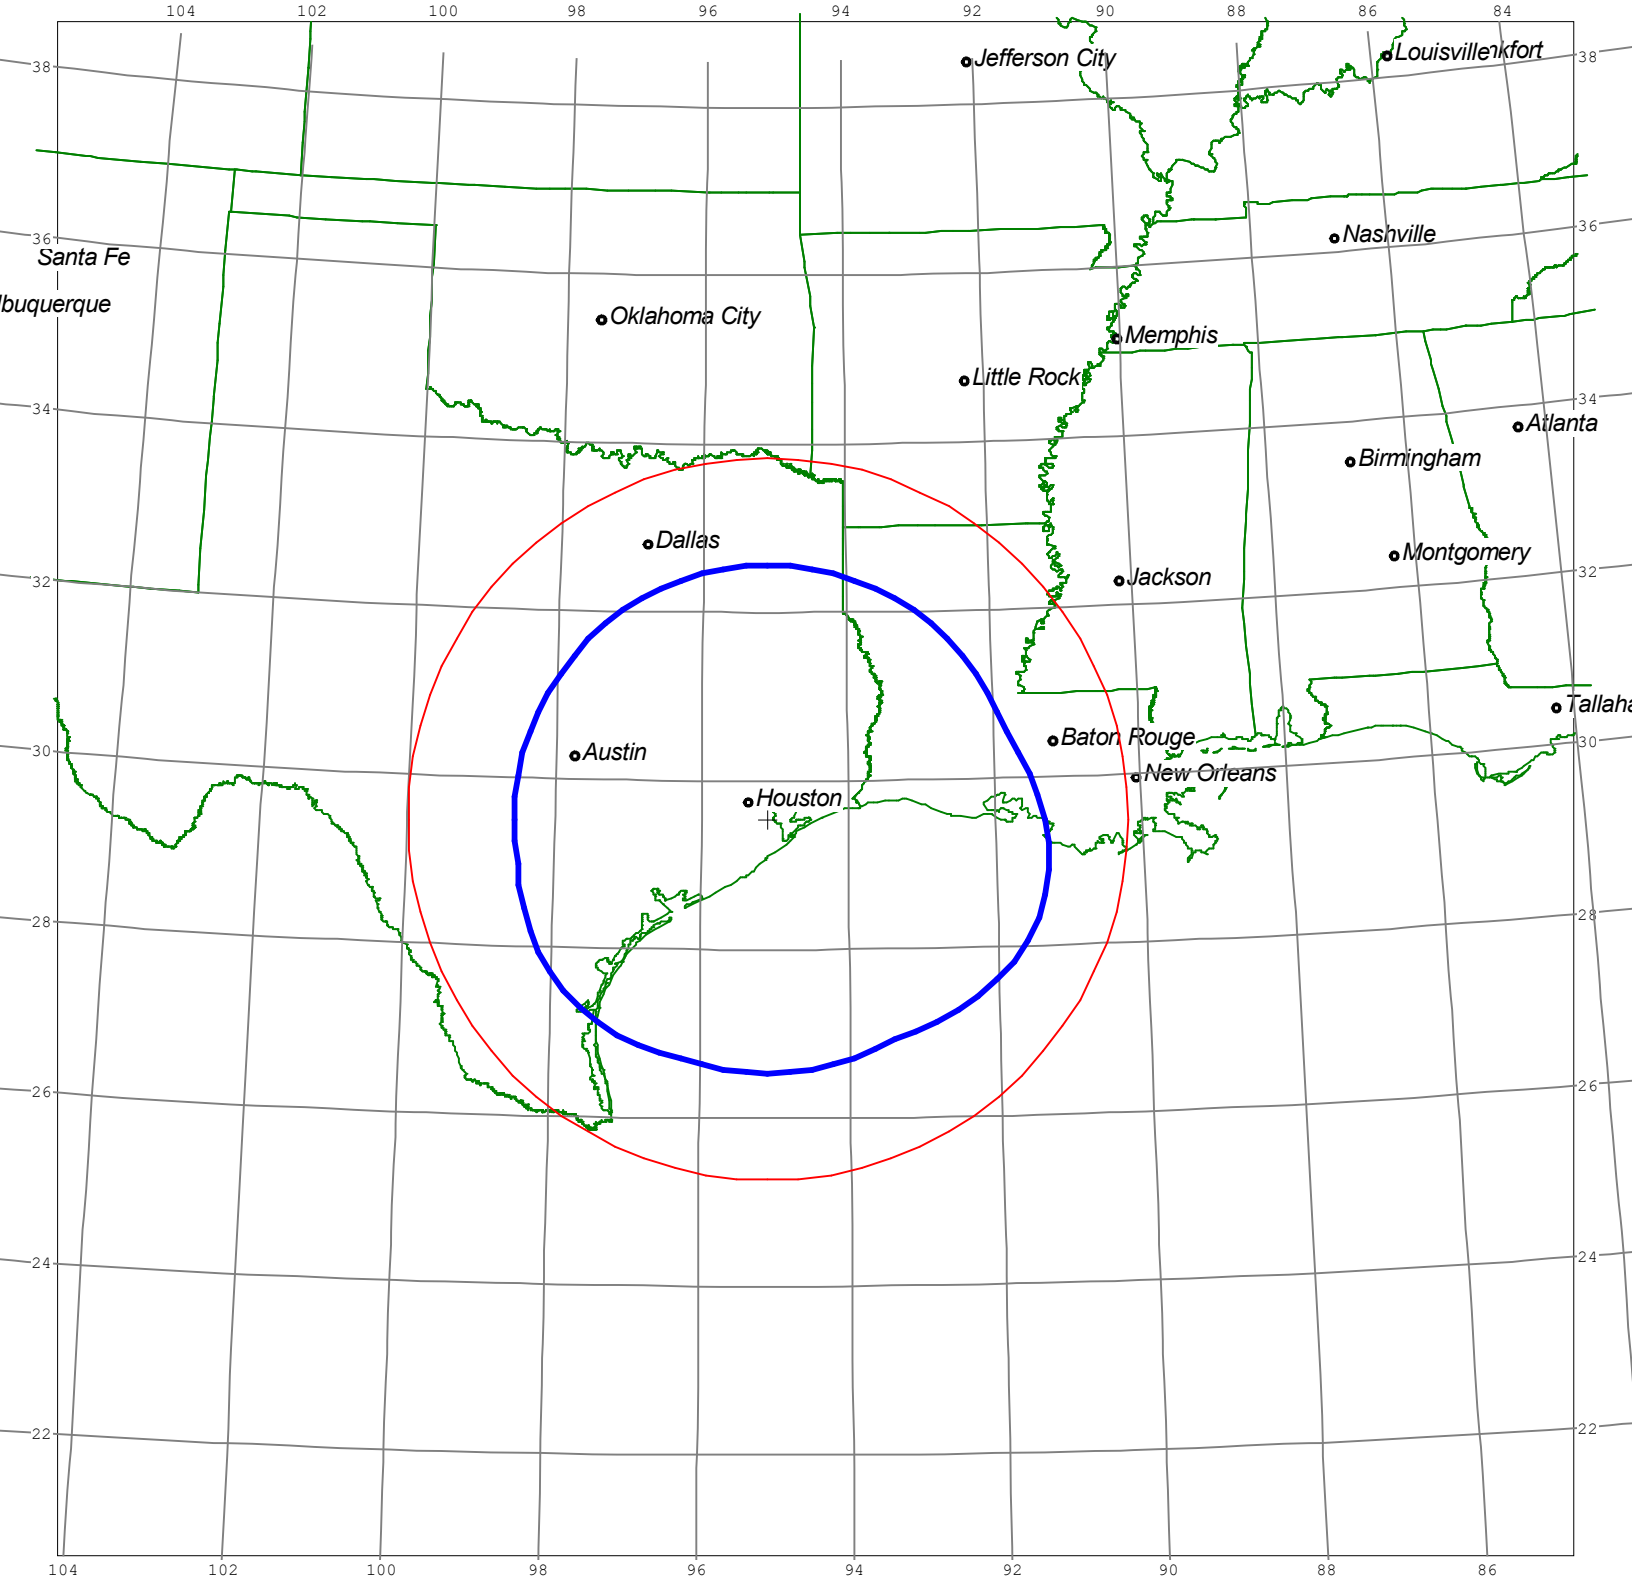 104 102 100 98 96 94 92 90 88 86 84
Jefferson City
Louisville kfort
38 38
36 36
Nashville
Santa Fe
lbuquerque
Oklahoma City
Memphis
Little Rock
34 34
Atlanta
Birmingham
Dallas
Montgomery
32 32
Jackson
Tallaha
Baton Rouge
30 30
Austin
New Orleans
Houston
28 28
26 26
24 24
22 22
104 102 100 98 96 94 92 90 88 86